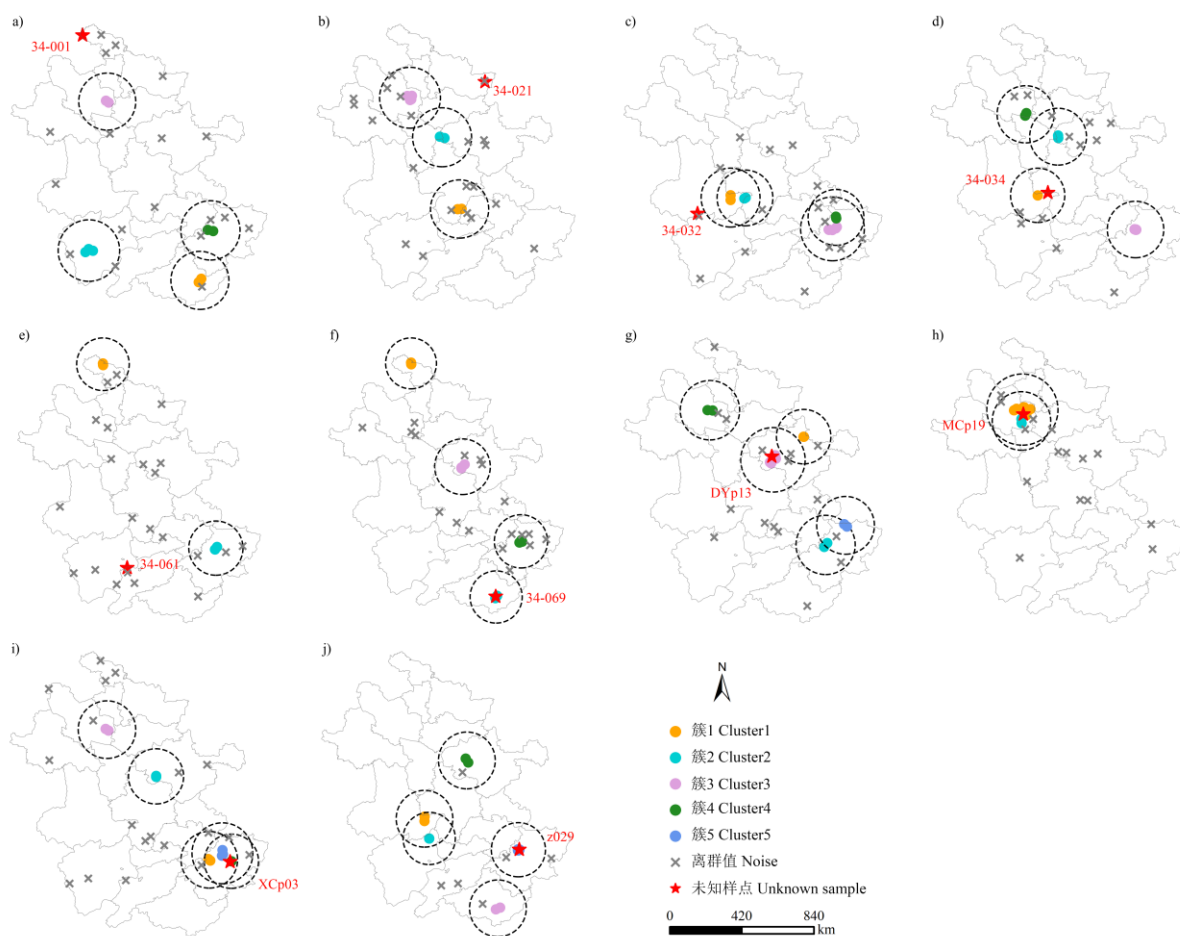 a)
b)
c)
d)
34-001
34-021
34-032
34-034
e)
f)
g)
h)
34-061
34-069
DYp13
MCp19
i)
j)
XCp03
z029
N
簇1 Cluster1
簇2 Cluster2
簇3 Cluster3
簇4 Cluster4
簇5 Cluster5
离群值 Noise
未知样点 Unknown sample
0 420 840
km